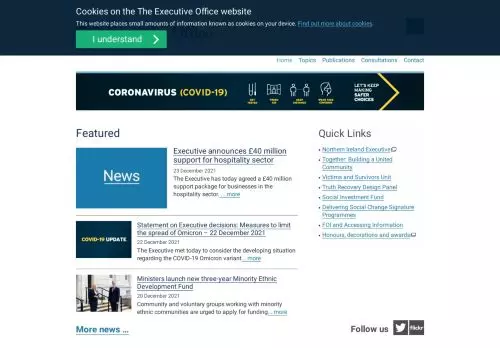 Cookies on the The Executive Office website
This website places small amounts of information known as cookies on your device. Find out more about cookies.
I understand
Home Topics Publications Consultations Contact
CORONAVIRUS (COVID-19)
LET'S KEEP
MAKING
SAFER
CHOICES
Featured
News
Executive announces £40 million
support for hospitality sector
23 December 2021
The Executive has today agreed a £40 million
support package for businesses in the
hospitality sector. ... more
COVID-19 UPDATE
Statement on Executive decisions: Measures to limit
the spread of Omicron – 22 December 2021
22 December 2021
The Executive met today to consider the developing situation
regarding the COVID-19 Omicron variant... more
Ministers launch new three-year Minority Ethnic
Development Fund
20 December 2021
Community and voluntary groups working with minority
ethnic communities are urged to apply for funding... more
More news ...
Quick Links
Northern Ireland Executive
Together: Building a United
Community
Victims and Survivors Unit
Truth Recovery Design Panel
Social Investment Fund
Delivering Social Change Signature
Programmes
FOI and Accessing Information
Honours, decorations and awards
Follow us
flickr